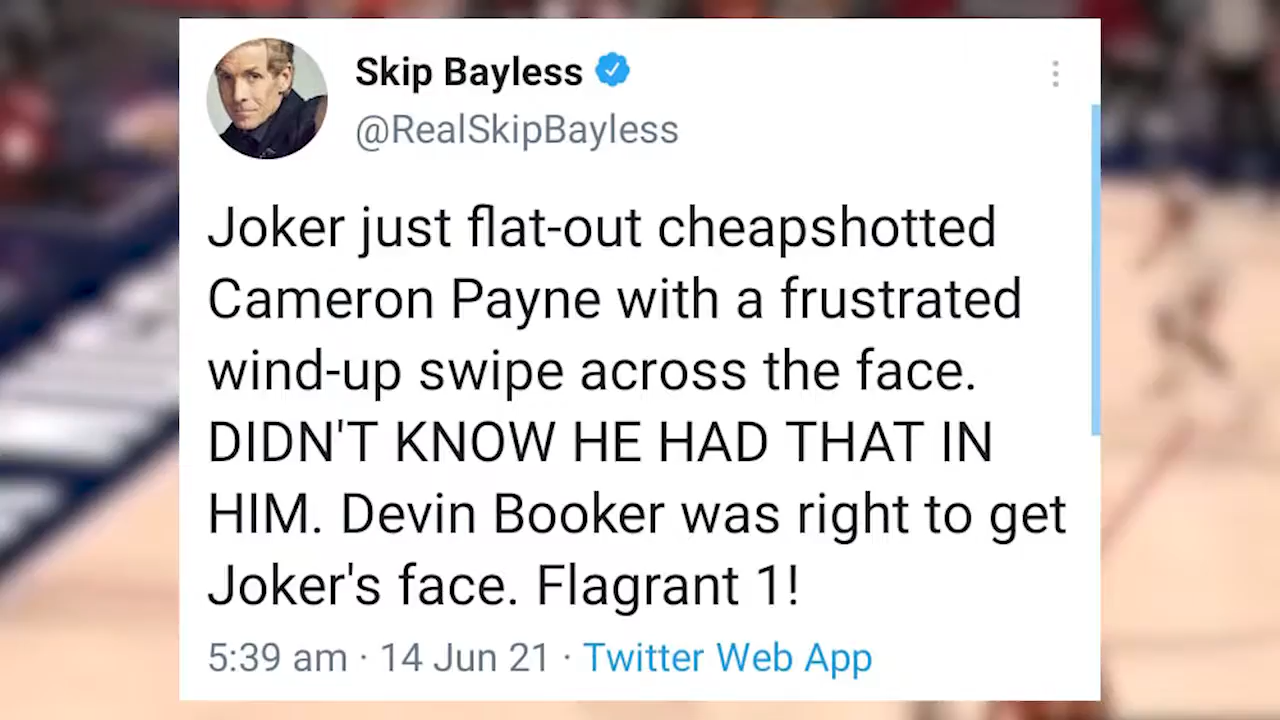 Skip Bayless
@RealSkipBayless
Joker just flat-out cheapshotted
Cameron Payne with a frustrated
wind-up swipe across the face.
DIDN'T KNOW HE HAD THAT IN
HIM. Devin Booker was right to get
Joker's face. Flagrant 1!
5:39 am · 14 Jun 21 · Twitter Web App